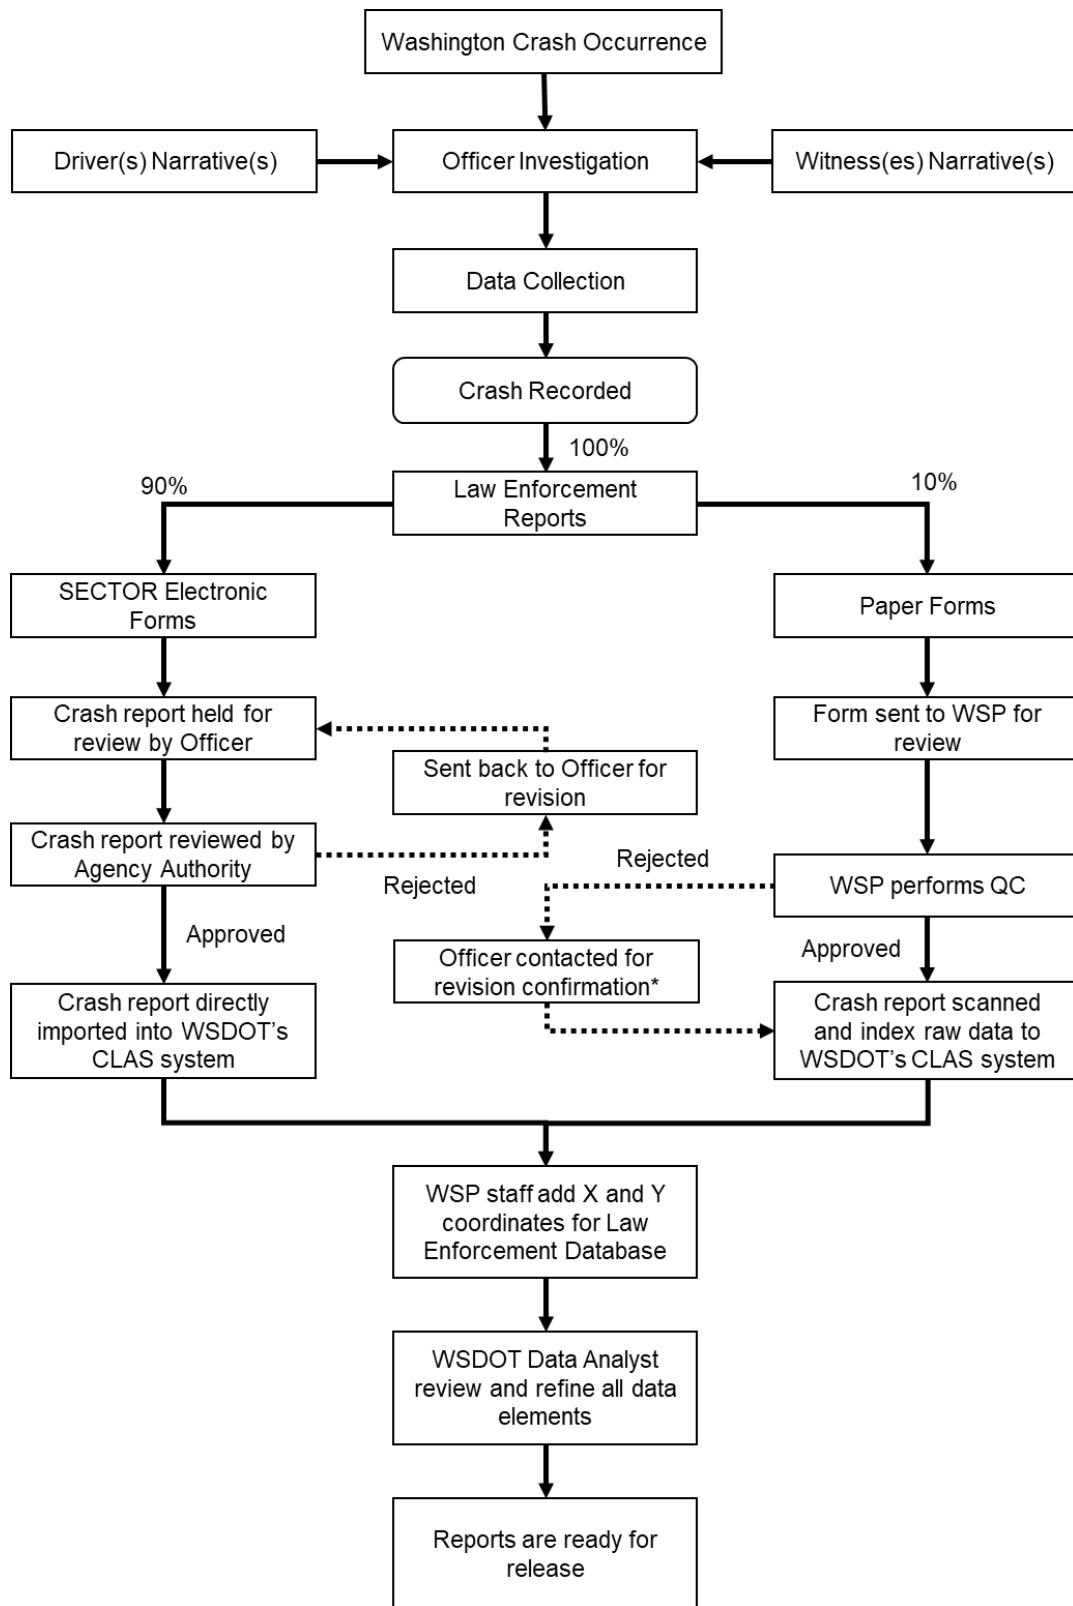 Washington Crash Occurrence
Driver(s) Narrative(s)
Officer Investigation
Witness(es) Narrative(s)
Data Collection
Crash Recorded
100%
90%
Law Enforcement
Reports
10%
SECTOR Electronic
Forms
Paper Forms
Crash report held for
review by Officer
Form sent to WSP for
review
Sent back to Officer for
revision
Crash report reviewed by
Agency Authority
Rejected
Rejected
WSP performs QC
Approved
Approved
Officer contacted for
revision confirmation*
Crash report directly
imported into WSDOT's
CLAS system
Crash report scanned
and index raw data to
WSDOT's CLAS system
WSP staff add X and Y
coordinates for Law
Enforcement Database
WSDOT Data Analyst
review and refine all data
elements
Reports are ready for
release